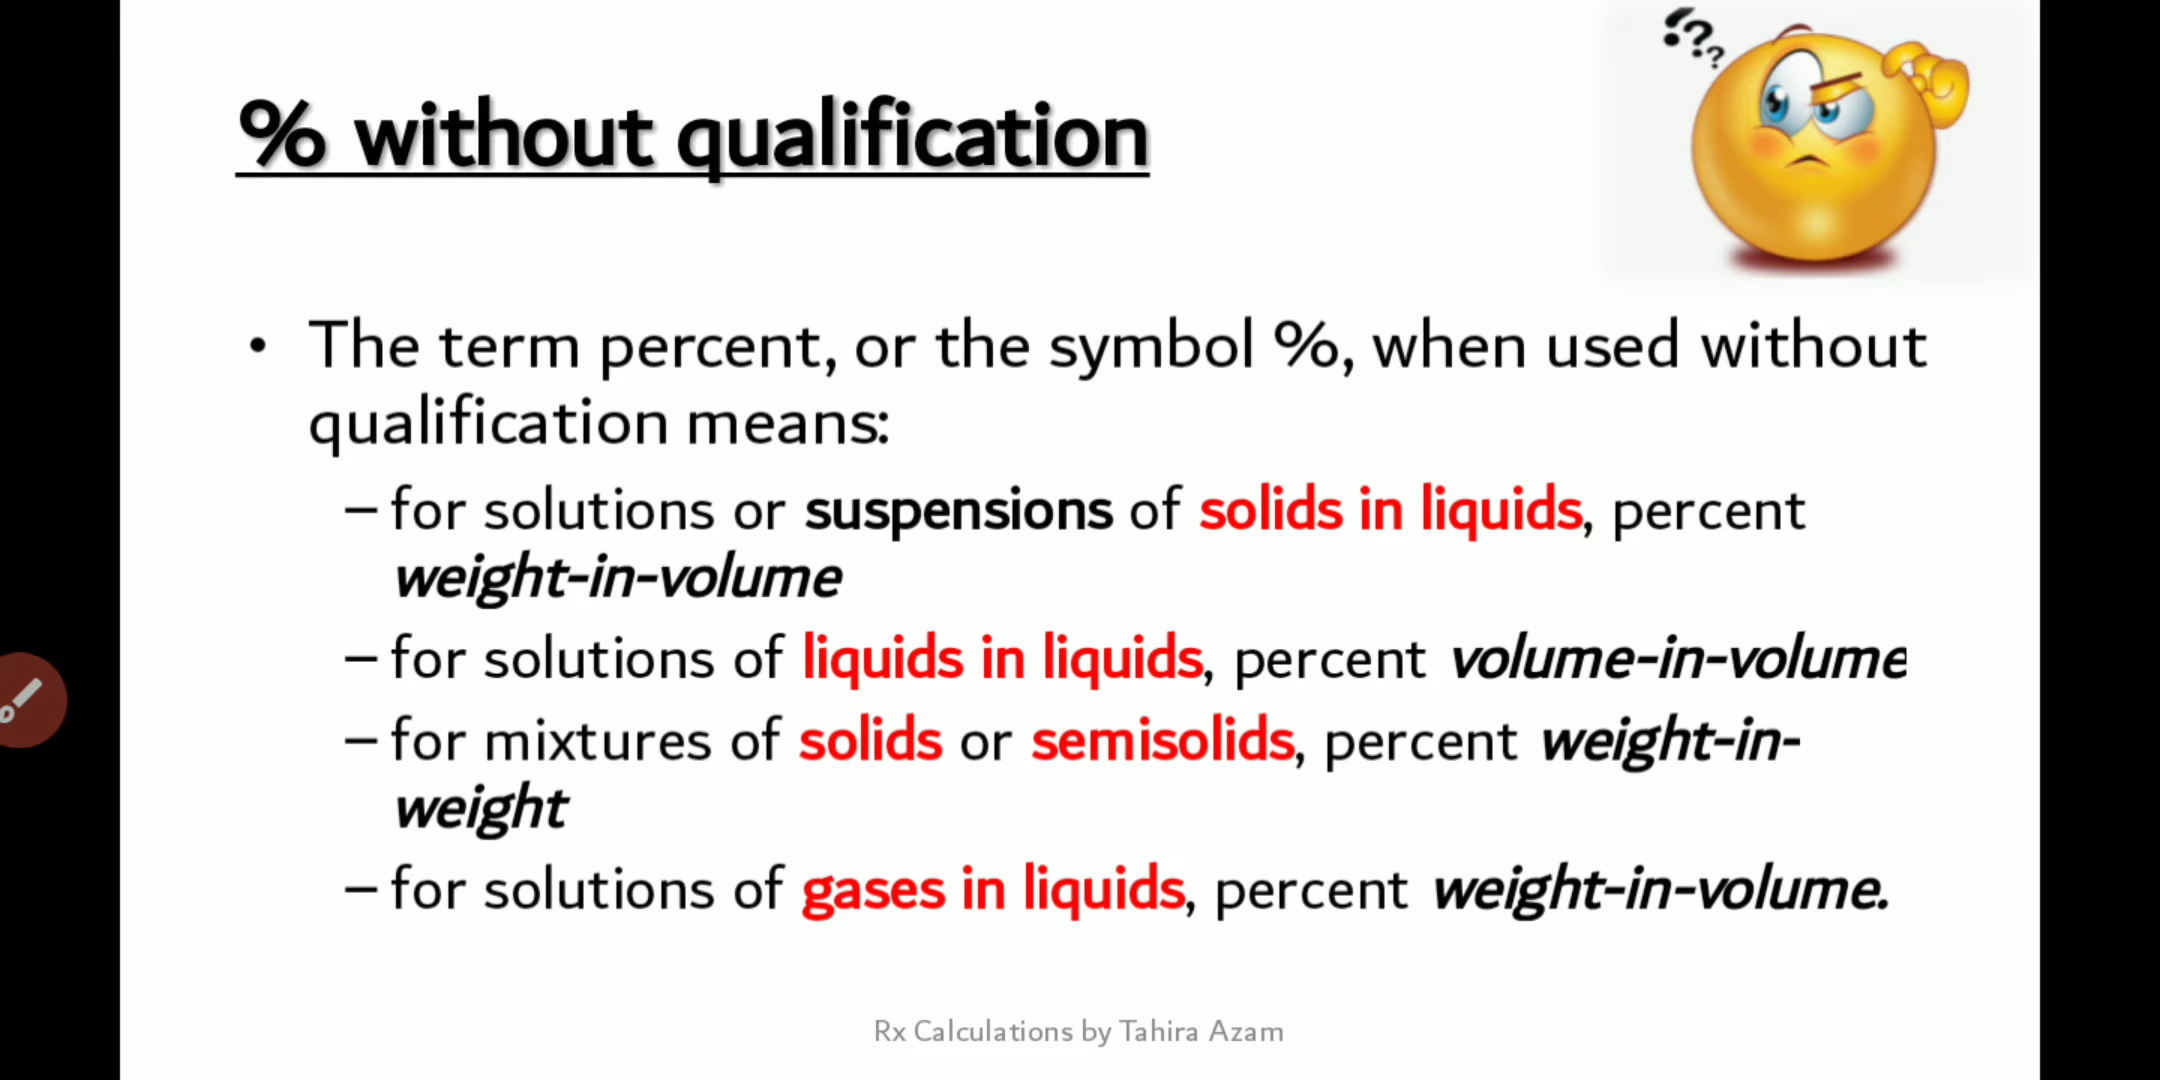 ???
% without qualification
• The term percent, or the symbol %, when used without
qualification means:
– for solutions or suspensions of solids in liquids, percent
weight-in-volume
– for solutions of liquids in liquids, percent volume-in-volume
– for mixtures of solids or semisolids, percent weight-in-
weight
– for solutions of gases in liquids, percent weight-in-volume.
Rx Calculations by Tahira Azam